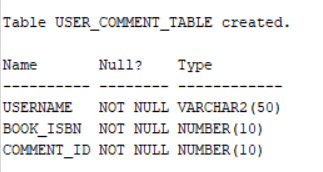 Table USER_COMMENT_TABLE created.
Name       Null?    Type
---------- -------- ------------
USERNAME   NOT NULL VARCHAR2(50)
BOOK_ISBN  NOT NULL NUMBER(10)
COMMENT_ID NOT NULL NUMBER(10)